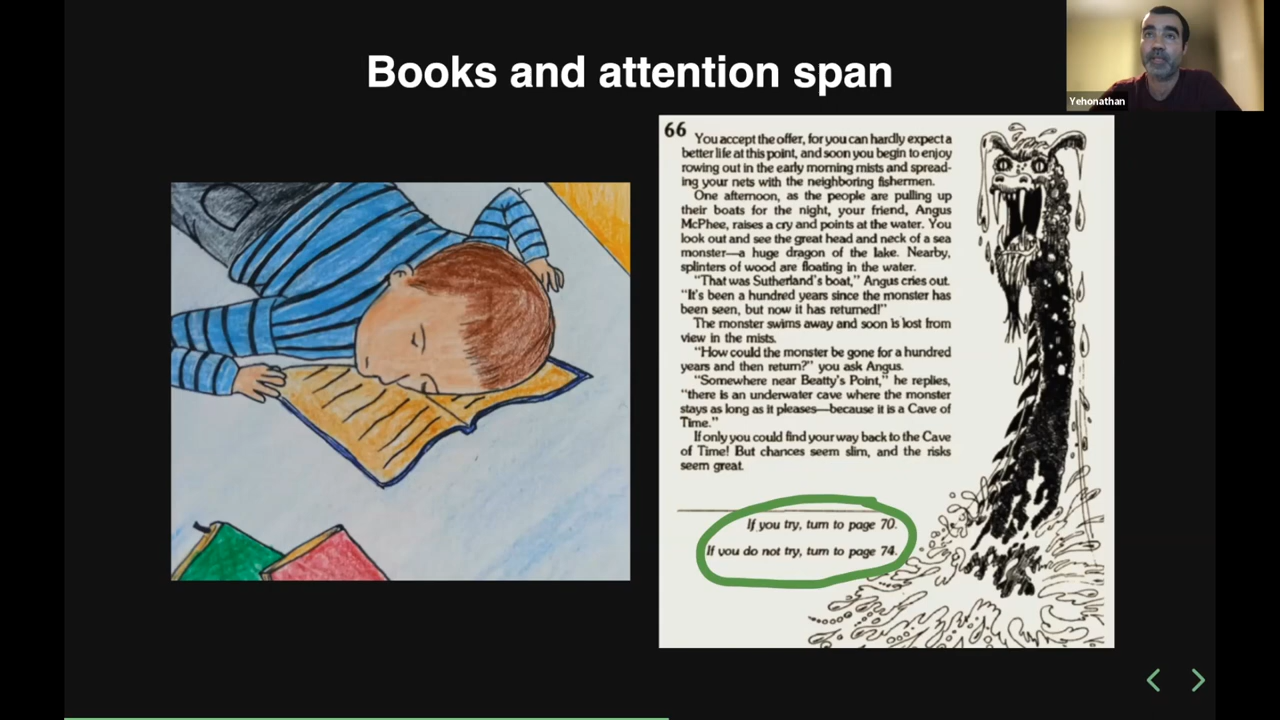 Books and attention span
Yehonathan
66
You accept the offer, for you can hardly expect a
better life at this point, and soon you begin to enjoy
rowing out in the early morning mists and spread-
ing your nets with the neighboring fishermen.
One afternoon, as the people are pulling up
their boats for the night, your friend, Angus
McPhee, raises a cry and points at the water. You
look out and see the great head and neck of a sea
monster—a huge dragon of the lake. Nearby,
splinters of wood are floating in the water.
"That was Sutherland's boat," Angus cries out.
"It's been a hundred years since the monster has
been seen, but now it has returned!"
The monster swims away and soon is lost from
view in the mists.
"How could the monster be gone for a hundred
years and then return?" you ask Angus.
"Somewhere near Beatty's Point," he replies,
"there is an underwater cave where the monster
stays as long as it pleases—because it is a Cave of
Time."
If only you could find your way back to the Cave
of Time! But chances seem slim, and the risks
seem great.
If you try, turn to page 70.
If you do not try, turn to page 74.